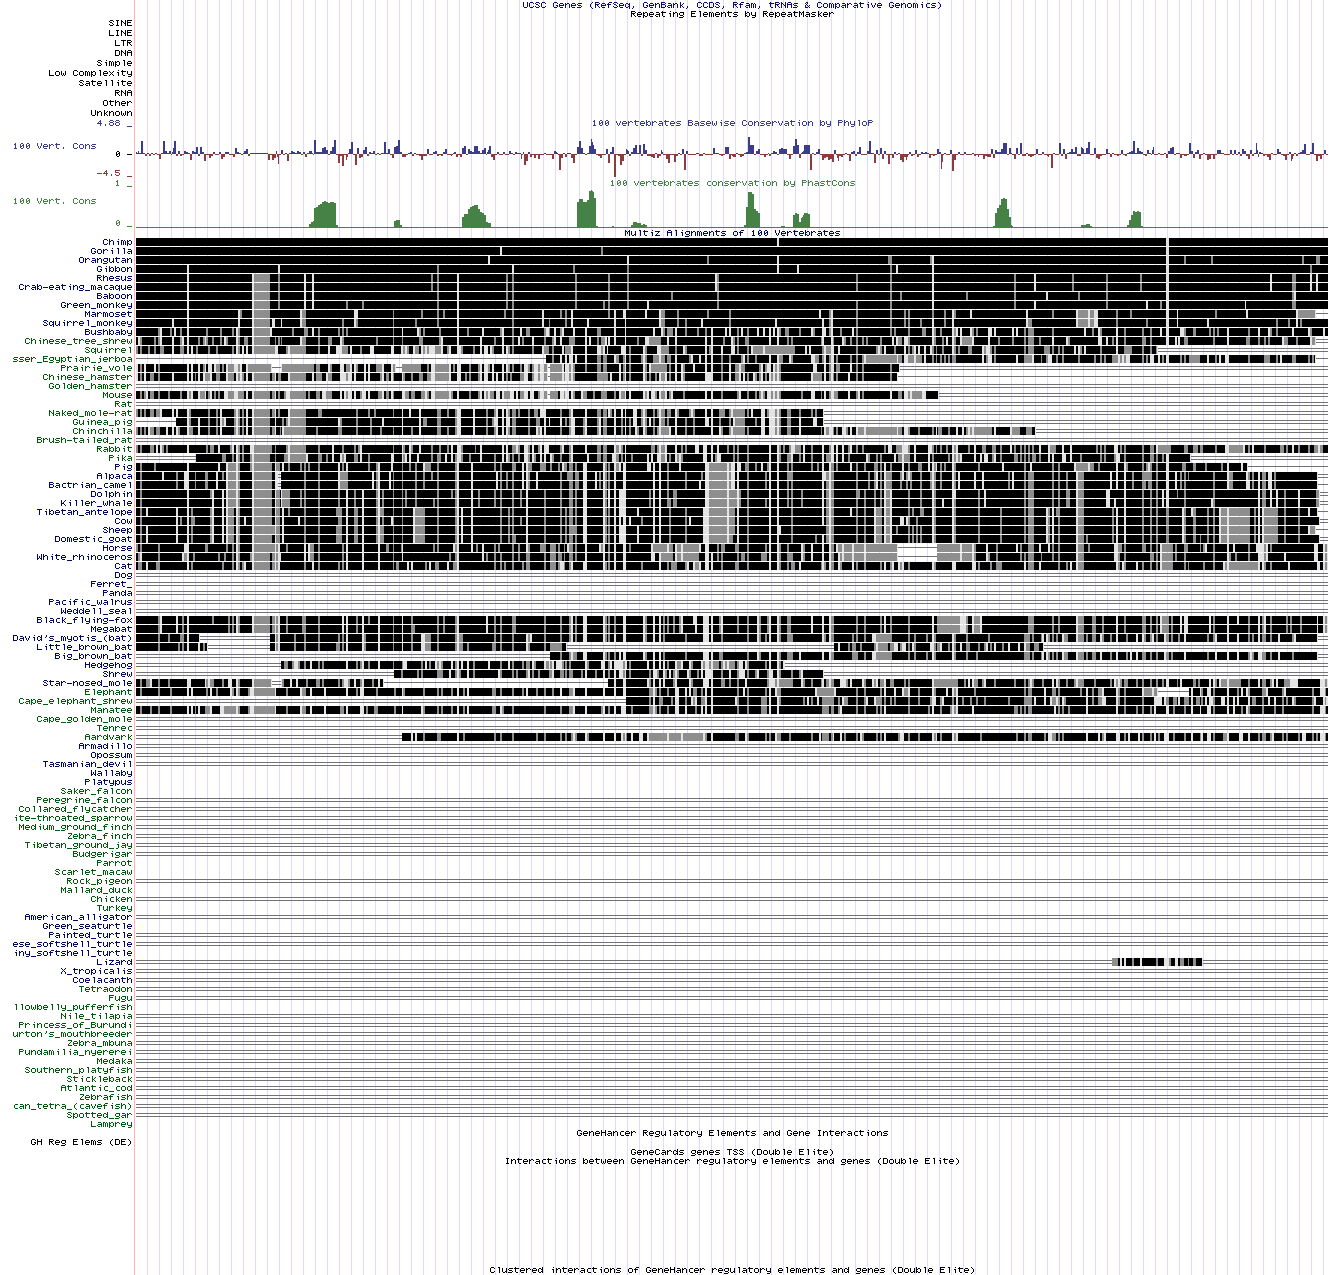 UCSC Genes (RefSeq, GenBank, CCDS, Rfam, tRNAs & Comparative Genomics)
Repeating Elements by RepeatMasker
SINE
LINE
LTR
DNA
Simple
Low Complexity
Satellite
RNA
Other
Unknown
100 vertebrates Basewise Conservation by PhyloP
4.88 _
100 Vert. Cons
0 _
-4.5 _
100 vertebrates conservation by PhastCons
1 _
100 Vert. Cons
0 _
Multiz Alignments of 100 Vertebrates
Chimp
Gorilla
Orangutan
Gibbon
Rhesus
Crab-eating_macaque
Baboon
Green_monkey
Marmoset
Squirrel_monkey
Bushbaby
Chinese_tree_shrew
Squirrel
sser_Egyptian_jerboa
Prairie_vole
Chinese_hamster
Golden_hamster
Mouse
Rat
Naked_mole-rat
Guinea_pig
Chinchilla
Brush-tailed_rat
Rabbit
Pika
Pig
Alpaca
Bactrian_camel
Dolphin
Killer_whale
Tibetan_antelope
Cow
Sheep
Domestic_goat
Horse
White_rhinoceros
Cat
Dog
Ferret_
Panda
Pacific_walrus
Weddell_seal
Black_flying-fox
Megabat
David's_myotis_(bat)
Little_brown_bat
Big_brown_bat
Hedgehog
Shrew
Star-nosed_mole
Elephant
Cape_elephant_shrew
Manatee
Cape_golden_mole
Tenrec
Aardvark
Armadillo
Opossum
Tasmanian_devil
Wallaby
Platypus
Saker_falcon
Peregrine_falcon
Collared_flycatcher
ite-throated_sparrow
Medium_ground_finch
Zebra_finch
Tibetan_ground_jay
Budgerigar
Parrot
Scarlet_macaw
Rock_pigeon
Mallard_duck
Chicken
Turkey
American_alligator
Green_seaturtle
Painted_turtle
ese_softshell_turtle
iny_softshell_turtle
Lizard
X_tropicalis
Coelacanth
Tetraodon
Fugu
llowbelly_pufferfish
Nile_tilapia
Princess_of_Burundi
urton's_mouthbreeder
Zebra_mbuna
Pundamilia_nyererei
Medaka
Southern_platyfish
Stickleback
Atlantic_cod
Zebrafish
can_tetra_(cavefish)
Spotted_gar
Lamprey
GeneHancer Regulatory Elements and Gene Interactions
GH Reg Elems (DE)
GeneCards genes TSS (Double Elite)
Interactions between GeneHancer regulatory elements and genes (Double Elite)
Clustered interactions of GeneHancer regulatory elements and genes (Double Elite)